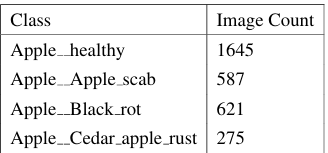 Class Image Count
Apple__healthy 1645
Apple__Apple_scab 587
Apple__Black_rot 621
Apple__Cedar_apple_rust 275